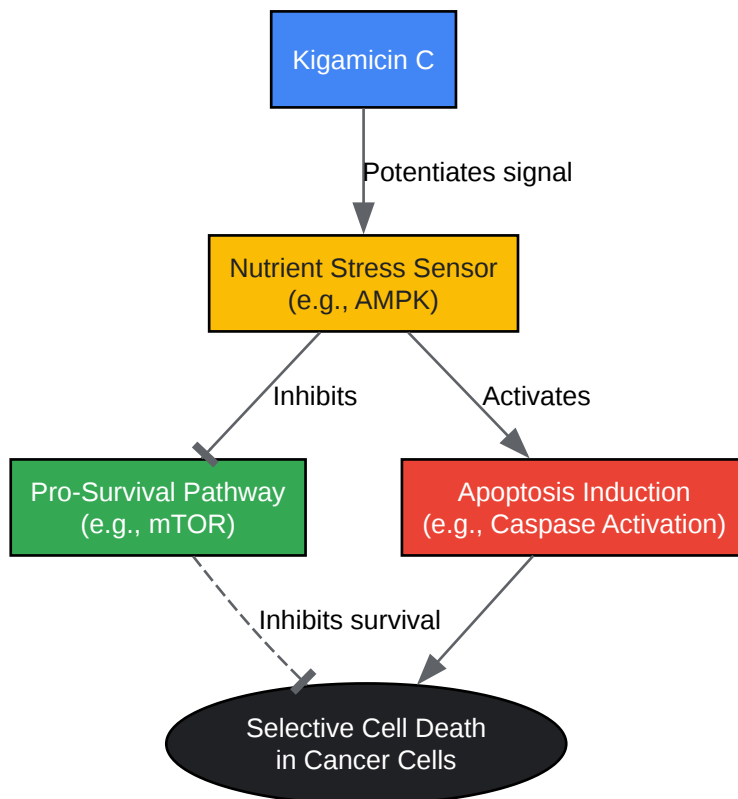 Kigamicin C
Potentiates signal
Nutrient Stress Sensor
(e.g., AMPK)
Inhibits
Activates
Pro-Survival Pathway
(e.g., mTOR)
Apoptosis Induction
(e.g., Caspase Activation)
Inhibits survival
Selective Cell Death
in Cancer Cells